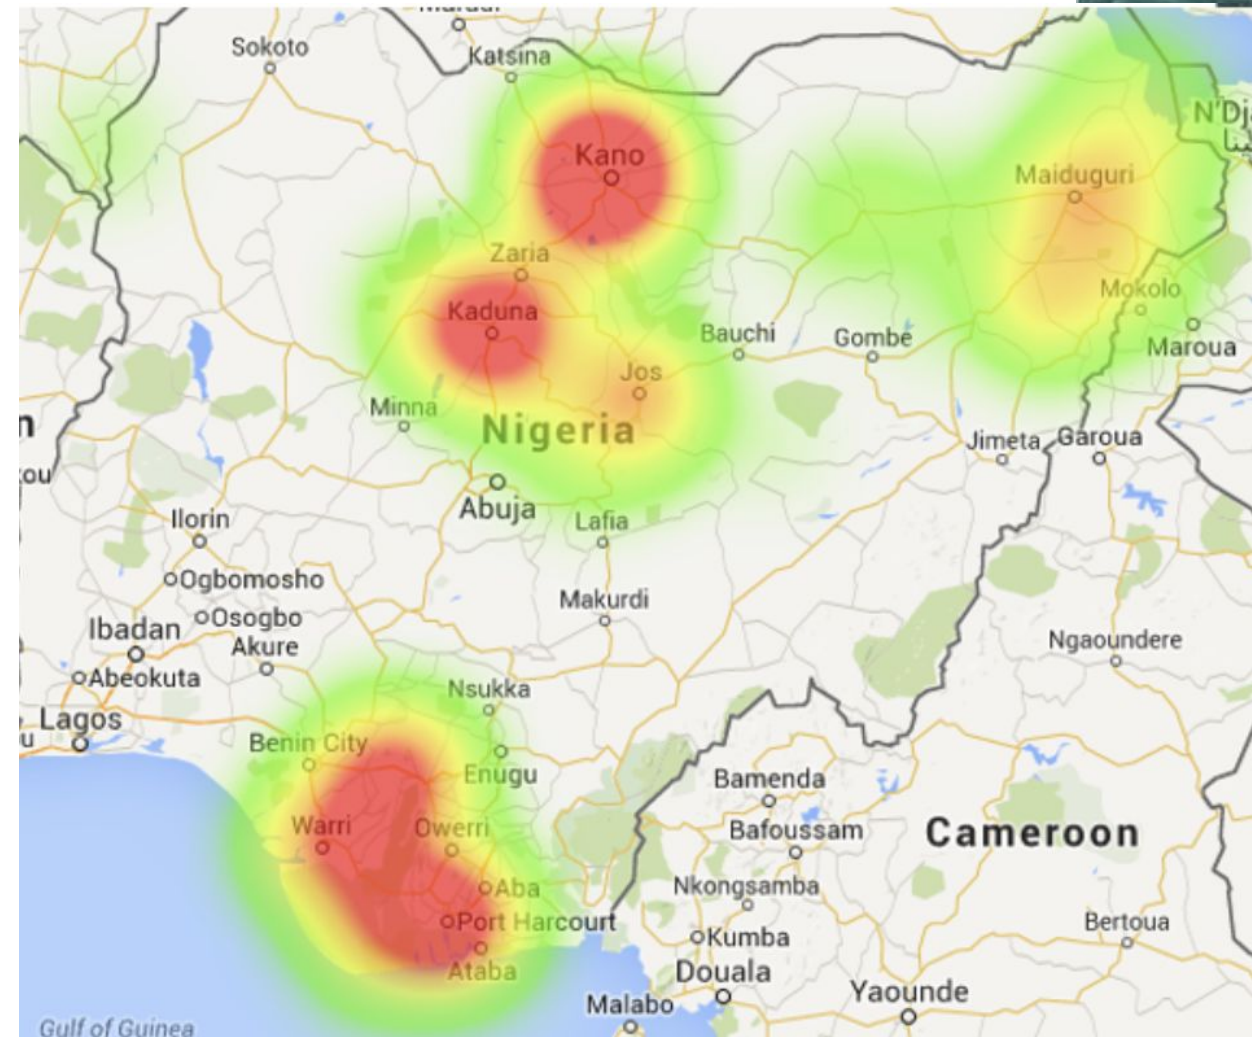 Sokoto
Katsina
N'Dj
Kano
Maiduguri
Zaria
Kaduna
Mokolo
Bauchi
Gombe
Maroua
Jos
Minna
Nigeria
n
ou
Jimeta
Garoua
Abuja
Ilorin
Lafia
Ogbomosho
Makurdi
Osogbo
Ibadan
Akure
Ngaoundere
Abeokuta
Nsukka
Lagos
u
Benin City
Enugu
Bamenda
Warri
Owerri
Bafoussam
Cameroon
Aba
Nkongsamba
Port Harcourt
Kumba
Bertoua
Ataba
Douala
Malabo
Yaounde
Gulf of Guinea